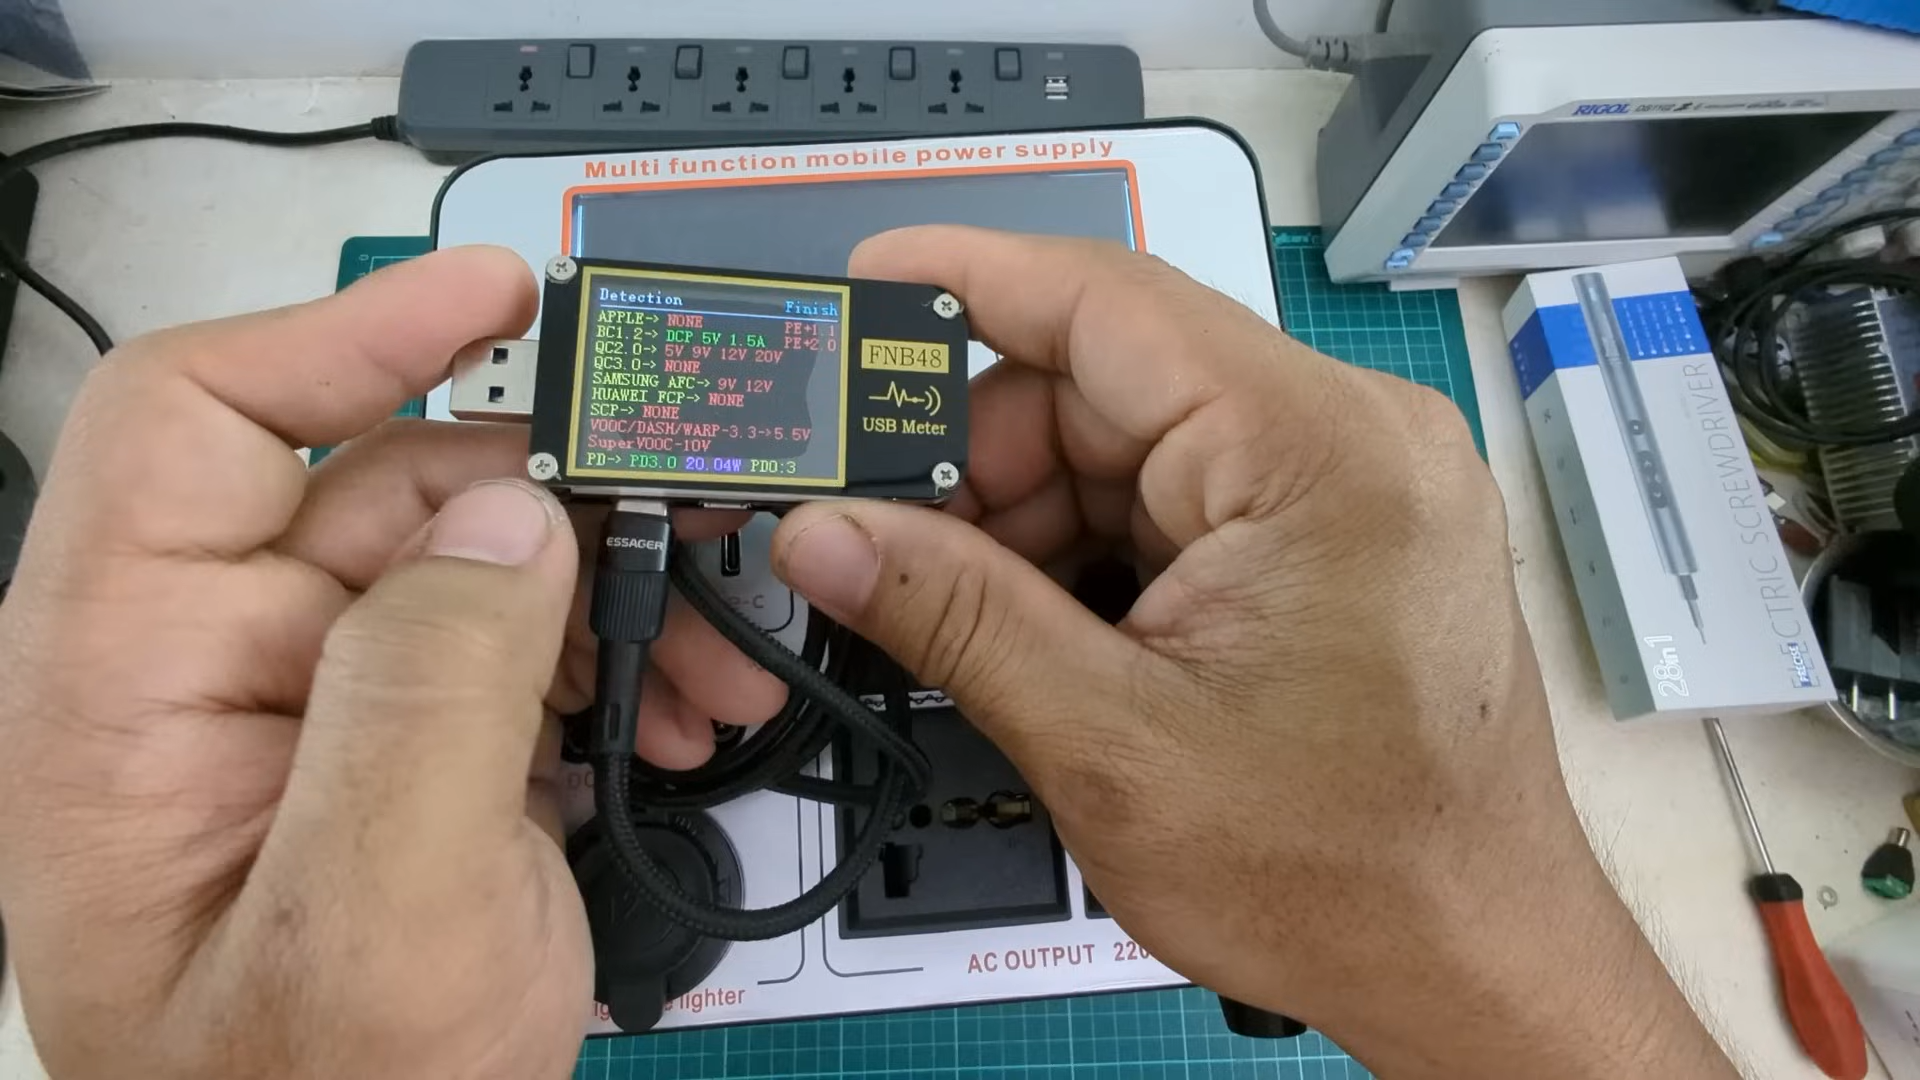 Multi function mobile power supply
RIGOL
Detection Finish
APPLE-> NONE PE+1.1
BC1.2-> DCP 5V 1.5A PE+2.0
QC2.0-> 5V 9V 12V 20V
QC3.0-> NONE
SAMSUNG AFC-> 9V 12V
HUAWEI FCP-> NONE
SCP-> NONE
VOOC/DASH/WARP-3.3->5.5V
SuperVOOC-10V
PD-> PD3.0 20.04W PDO:3
FNB48
USB Meter
ESSAGER
e-c
AC OUTPUT 220
lighter
28in1
PRECISE
ELECTRIC SCREWDRIVER